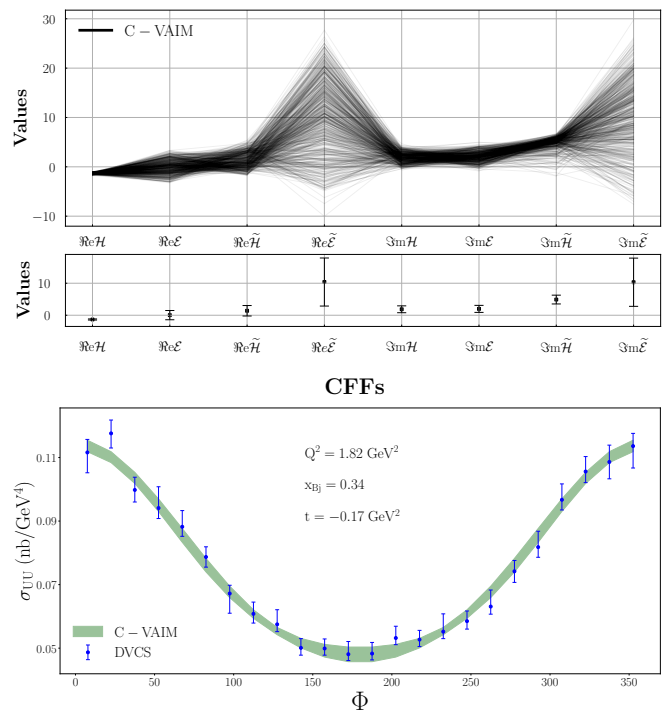 30
20
10
0
−10
Values
C − VAIM
ℜeℋ ℜeℰ ℜeℋ̃ ℜeℰ̃ ℑmℋ ℑmℰ ℑmℋ̃ ℑmℰ̃
10
0
Values
ℜeℋ ℜeℰ ℜeℋ̃ ℜeℰ̃ ℑmℋ ℑmℰ ℑmℋ̃ ℑmℰ̃
CFFs
0.11
0.09
0.07
0.05
σ_UU (nb/GeV⁴)
Q² = 1.82 GeV²
x_Bj = 0.34
t = −0.17 GeV²
C − VAIM
DVCS
0 50 100 150 200 250 300 350
Φ